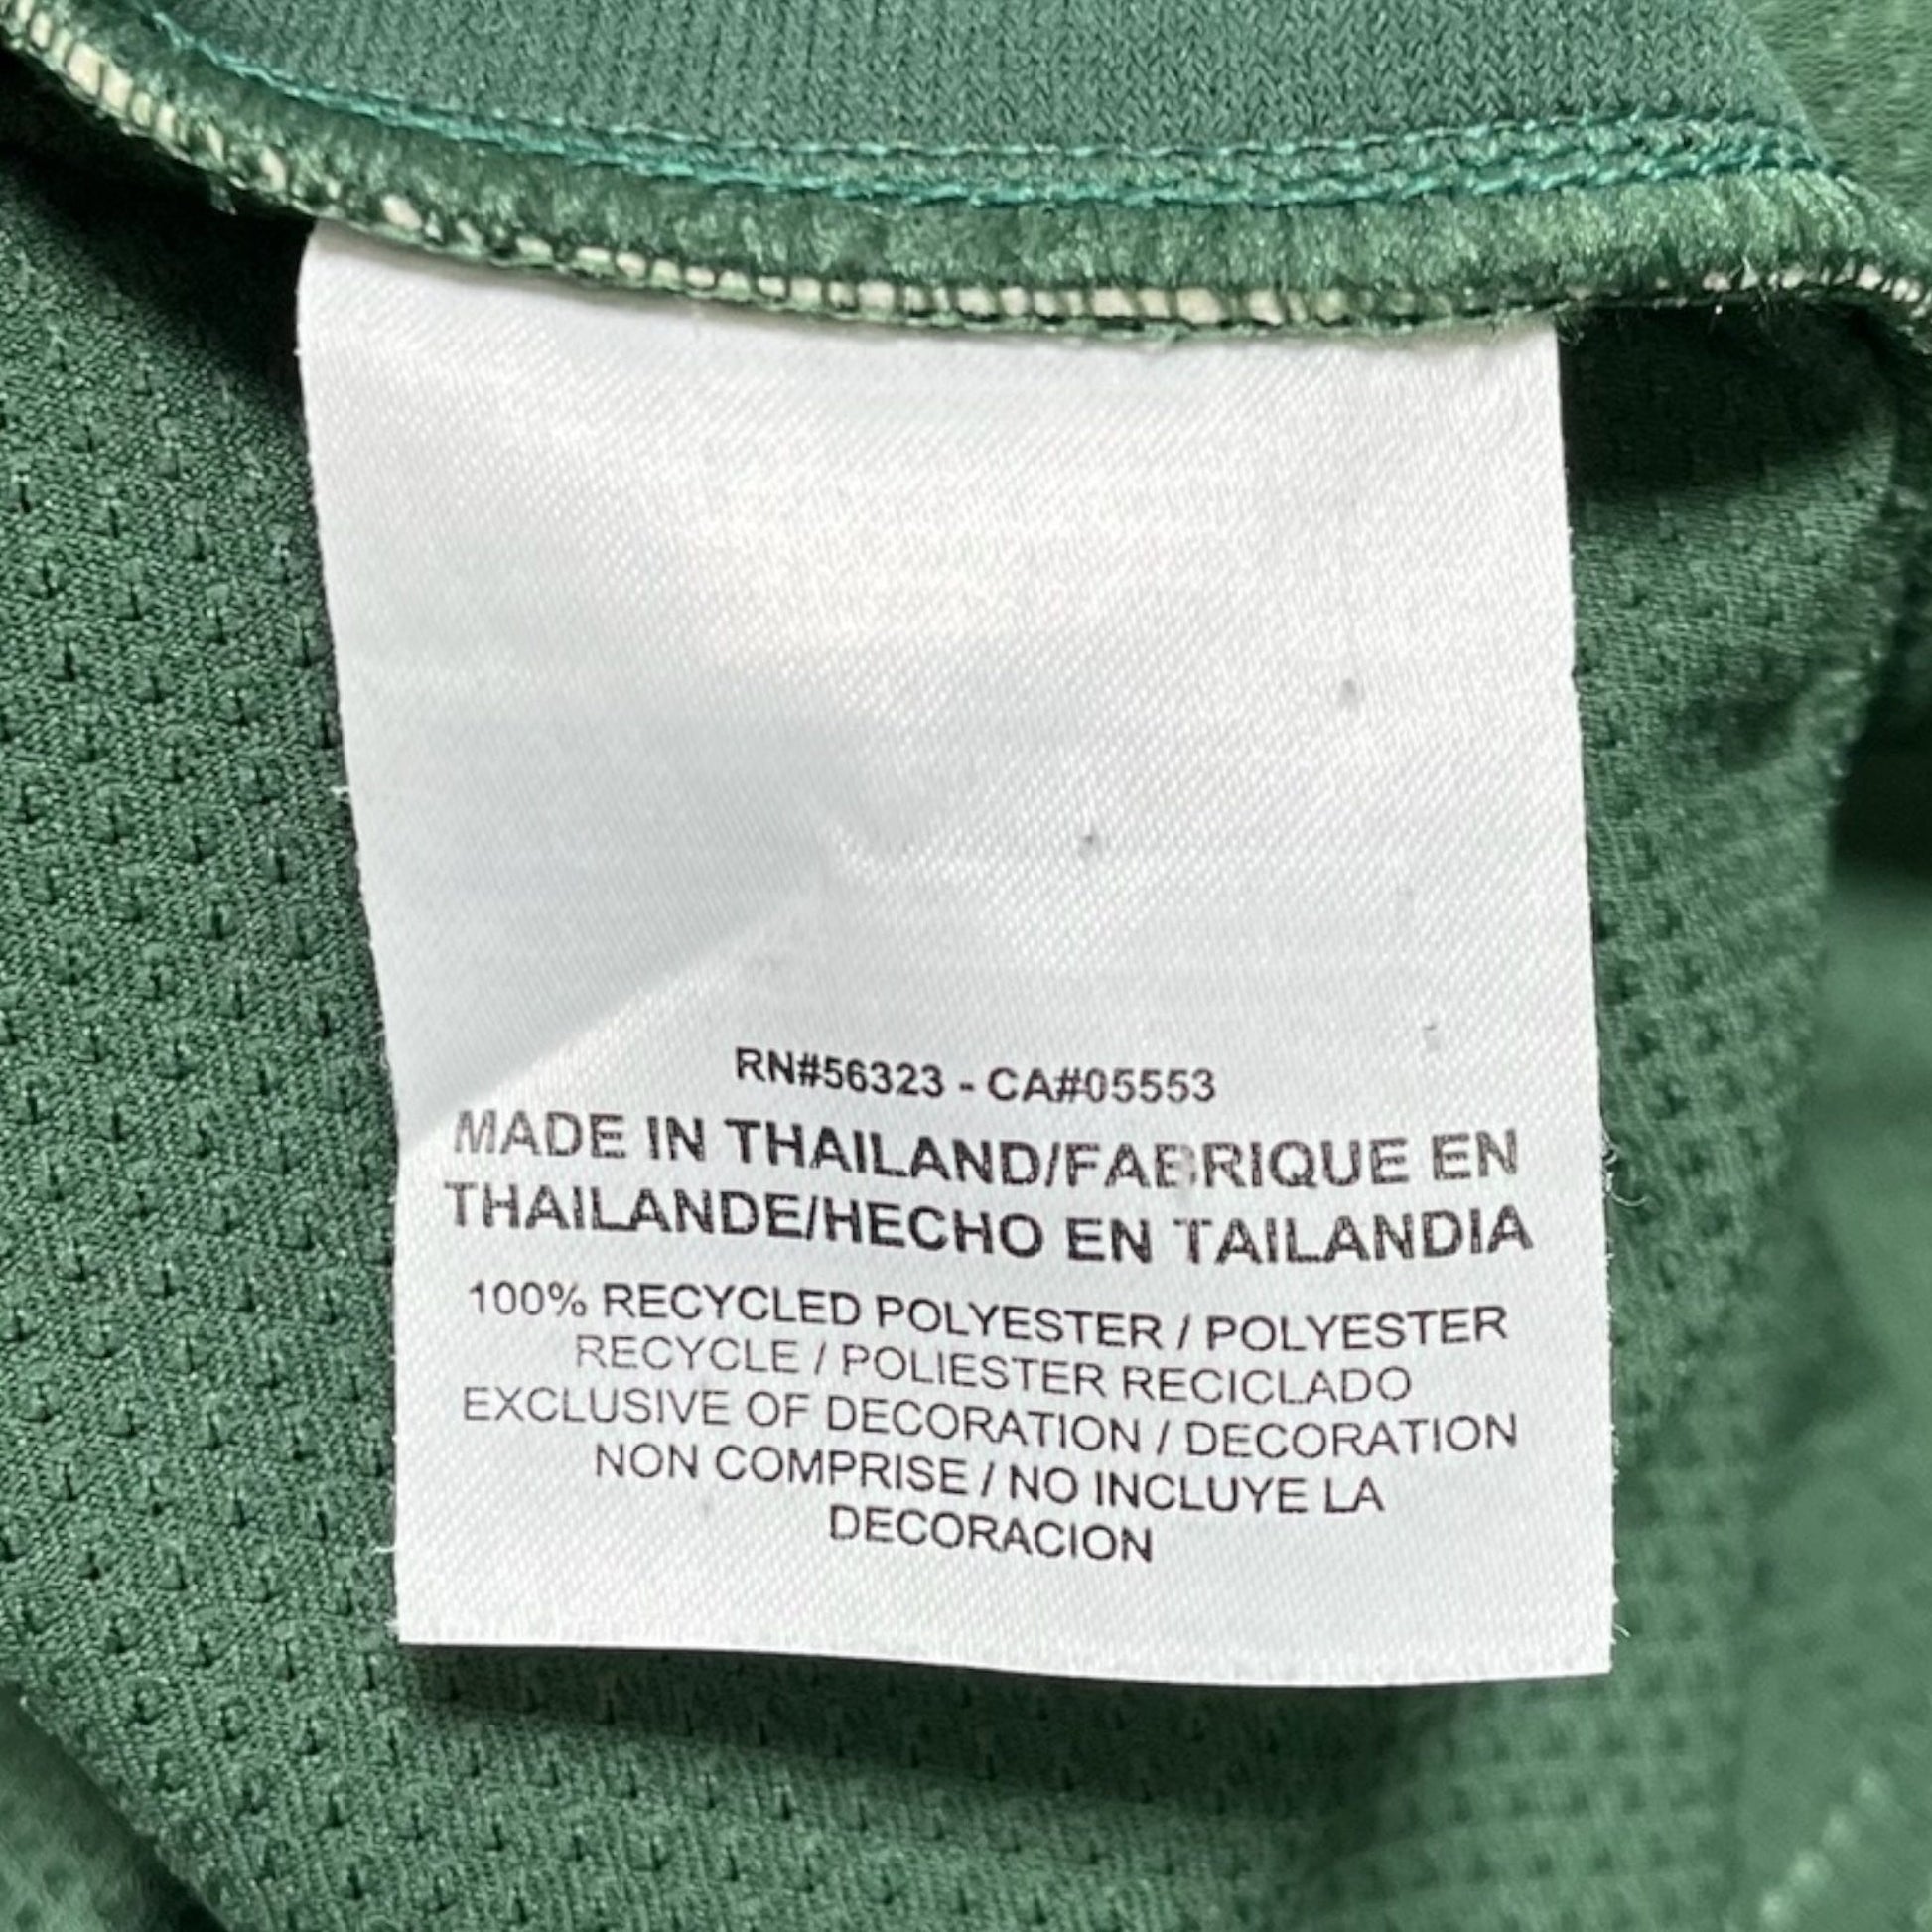 RN#56323 - CA#05553
MADE IN THAILAND/FABRIQUE EN
THAILANDE/HECHO EN TAILANDIA
100% RECYCLED POLYESTER / POLYESTER
RECYCLE / POLIESTER RECICLADO
EXCLUSIVE OF DECORATION / DECORATION
NON COMPRISE / NO INCLUYE LA
DECORACION